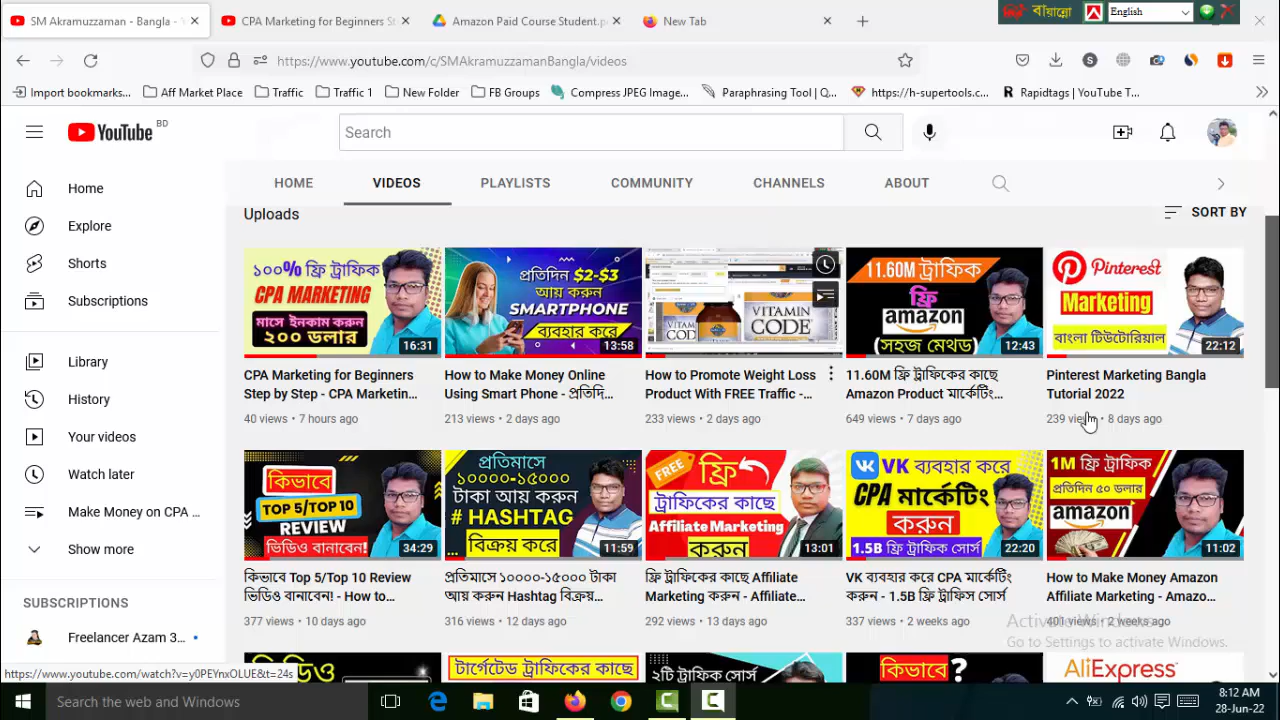 SM Akramuzzaman - Bangla -
CPA Marketing For Beginners S
Amazon Paid Course Student.p
New Tab
বায়ান্নো
English
https://www.youtube.com/c/SMAkramuzzamanBangla/videos
Import bookmarks...
Aff Market Place
Traffic
Traffic 1
New Folder
FB Groups
Compress JPEG Image...
Paraphrasing Tool | Q...
https://h-supertools.c...
Rapidtags | YouTube T...
YouTube BD
Search
Home
Explore
Shorts
Subscriptions
Library
History
Your videos
Watch later
Make Money on CPA ...
Show more
SUBSCRIPTIONS
Freelancer Azam 3...
HOME
VIDEOS
PLAYLISTS
COMMUNITY
CHANNELS
ABOUT
Uploads
SORT BY
১০০% ফ্রি ট্রাফিক
CPA MARKETING
মাসে ইনকাম করুন
২০০ ডলার
16:31
CPA Marketing for Beginners
Step by Step - CPA Marketin...
40 views • 7 hours ago
প্রতিদিন $2-$3
আয় করুন
SMARTPHONE
ব্যবহার করে
13:58
How to Make Money Online
Using Smart Phone - প্রতিদি...
213 views • 2 days ago
VITAMIN
CODE
How to Promote Weight Loss
Product With FREE Traffic -...
233 views • 2 days ago
11.60M ট্রাফিক
ফ্রি
amazon
(সহজ মেথড)
12:43
11.60M ফ্রি ট্রাফিকের কাছে
Amazon Product মার্কেটিং...
649 views • 7 days ago
Pinterest
Marketing
বাংলা টিউটোরিয়াল
22:12
Pinterest Marketing Bangla
Tutorial 2022
239 views • 8 days ago
কিভাবে
TOP 5/TOP 10
REVIEW
ভিডিও বানাবেন!
34:29
কিভাবে Top 5/Top 10 Review
ভিডিও বানাবেন! - How to...
377 views • 10 days ago
প্রতিমাসে
১০০০০-১৫০০০
টাকা আয় করুন
# HASHTAG
বিক্রয় করে
11:59
প্রতিমাসে ১০০০০-১৫০০০ টাকা
আয় করুন Hashtag বিক্রয়...
316 views • 12 days ago
FREE
ফ্রি
ট্রাফিকের কাছে
Affiliate Marketing
করুন
13:01
ফ্রি ট্রাফিকের কাছে Affiliate
Marketing করুন - Affiliate...
292 views • 13 days ago
VK ব্যবহার করে
CPA মার্কেটিং
করুন
1.5B ফ্রি ট্রাফিক সোর্স
22:20
VK ব্যবহার করে CPA মার্কেটিং
করুন - 1.5B ফ্রি ট্রাফিস সোর্স
337 views • 2 weeks ago
1M ফ্রি ট্রাফিক
প্রতিদিন ৫০ ডলার
amazon
11:02
How to Make Money Amazon
Affiliate Marketing - Amazo...
401 views • 2 weeks ago
Activate Windows
Go to Settings to activate Windows.
ভিডিও
টার্গেটেড ট্রাফিকের কাছে
২টি ট্রাফিক সোর্স
কিভাবে ?
AliExpress
https://www.youtube.com/watch?v=y0PEYnxOLUE&t=24s
Search the web and Windows
8:12 AM
28-Jun-22